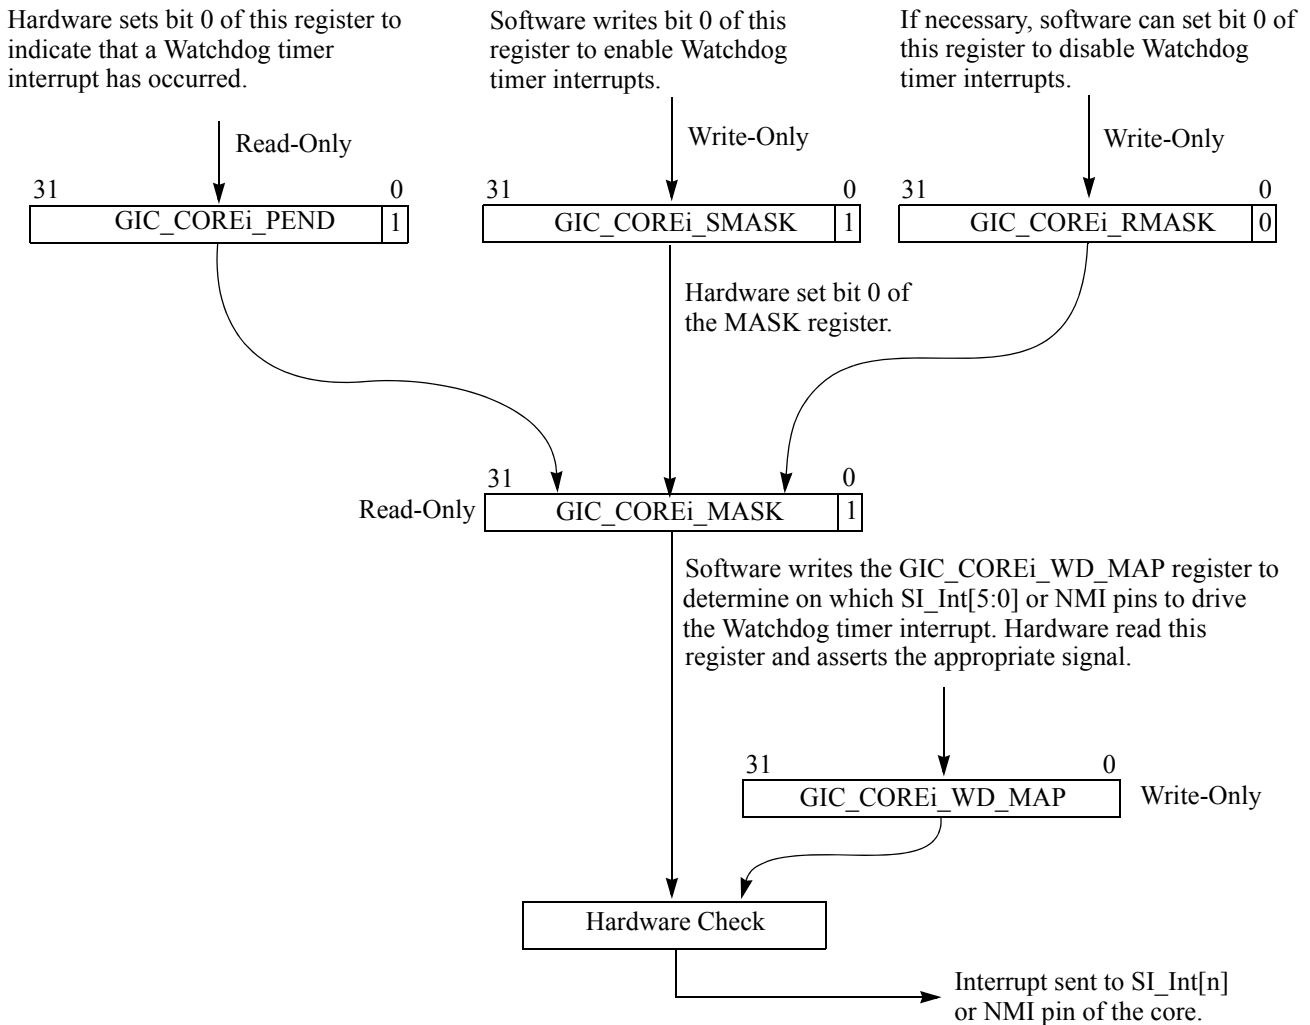 Hardware sets bit 0 of this register to
indicate that a Watchdog timer
interrupt has occurred.
Software writes bit 0 of this
register to enable Watchdog
timer interrupts.
If necessary, software can set bit 0 of
this register to disable Watchdog
timer interrupts.
Read-Only
Write-Only
Write-Only
31 0
GIC_COREi_PEND 1
31 0
GIC_COREi_SMASK 1
31 0
GIC_COREi_RMASK 0
Hardware set bit 0 of
the MASK register.
31 0
Read-Only GIC_COREi_MASK 1
Software writes the GIC_COREi_WD_MAP register to
determine on which SI_Int[5:0] or NMI pins to drive
the Watchdog timer interrupt. Hardware read this
register and asserts the appropriate signal.
31 0
GIC_COREi_WD_MAP Write-Only
Hardware Check
Interrupt sent to SI_Int[n]
or NMI pin of the core.